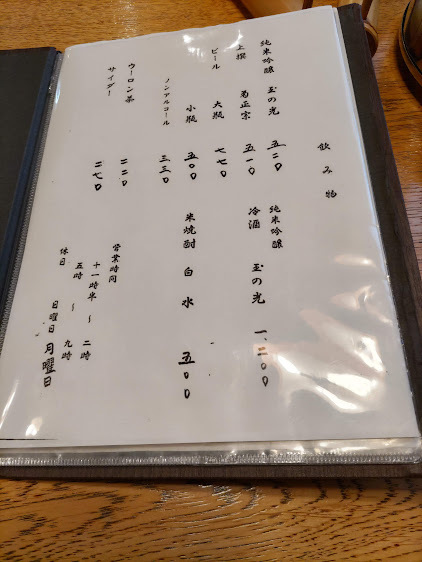 飲み物
純米吟醸 玉の光 五二〇
上撰 菊正宗 五一〇
ビール 大瓶 七七〇
小瓶 五〇〇
ノンアルコール 三三〇
ウーロン茶 二二〇
サイダー 二七〇
純米吟醸
冷酒 玉の光 一、二〇〇
米焼酎 白水 五〇〇
営業時間
十一時半 〜 二時
五時 〜 九時
休日 日曜日 月曜日